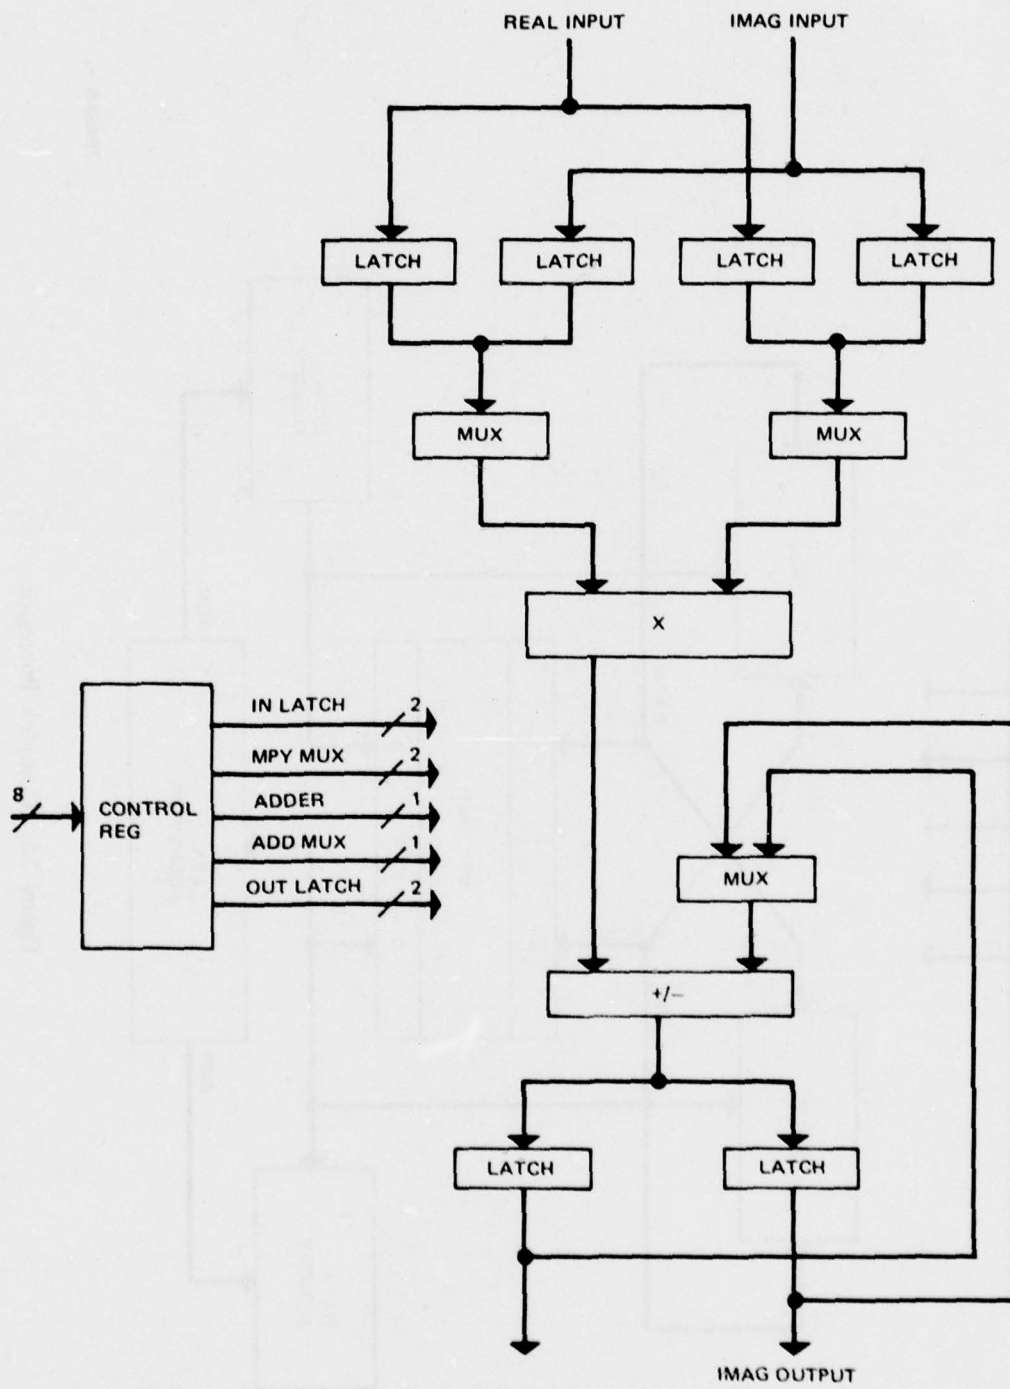 REAL INPUT
IMAG INPUT
LATCH
LATCH
LATCH
LATCH
MUX
MUX
X
IN LATCH
2
MPY MUX
2
8
CONTROL
REG
ADDER
1
ADD MUX
1
OUT LATCH
2
MUX
+/−
LATCH
LATCH
IMAG OUTPUT